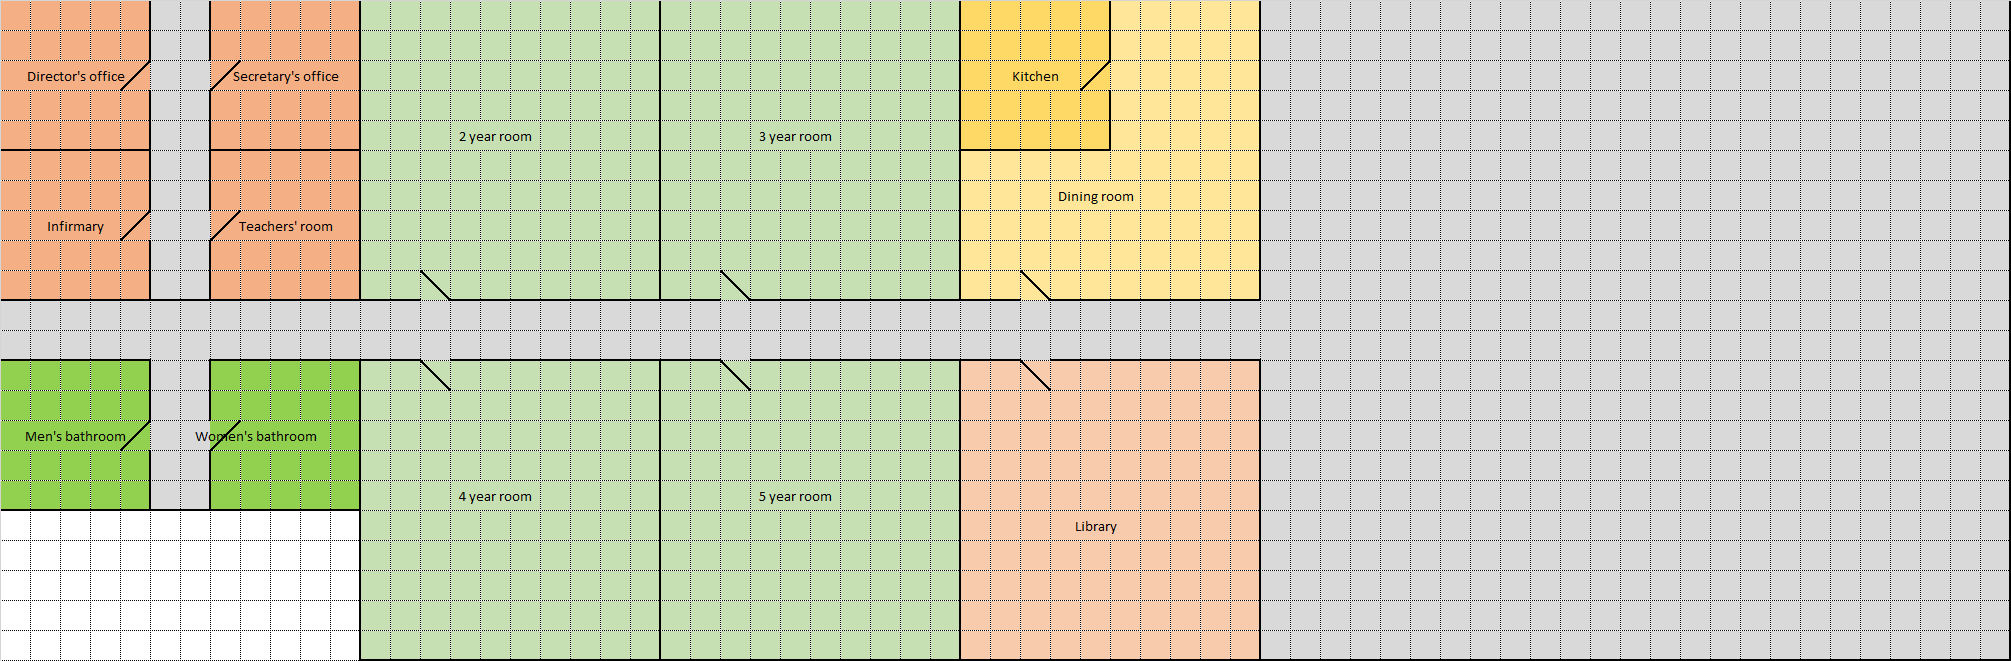 Director's office
Secretary's office
Kitchen
2 year room
3 year room
Dining room
Infirmary
Teachers' room
Men's bathroom
Women's bathroom
4 year room
5 year room
Library